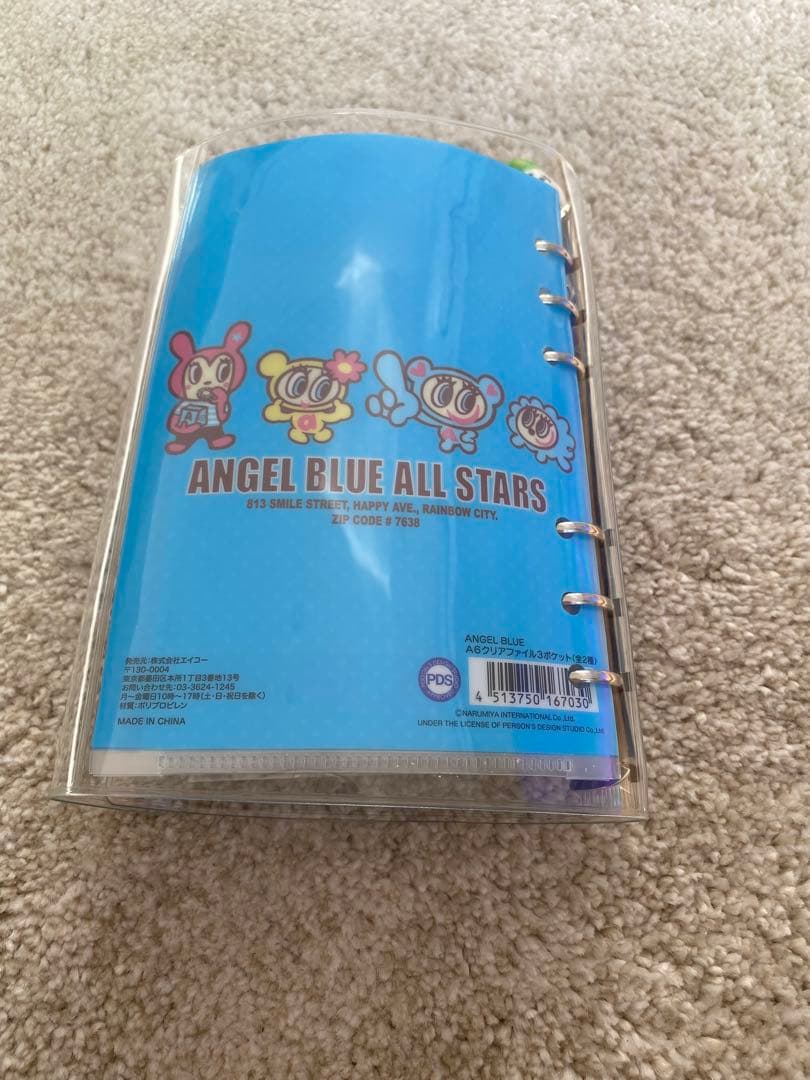 ANGEL BLUE ALL STARS
813 SMILE STREET, HAPPY AVE., RAINBOW CITY.
ZIP CODE # 7638
発売元：株式会社エイコー
〒130-0004
東京都墨田区本所1丁目3番地13号
お問い合わせ先：03-3624-1245
月～金曜日10時～17時(土・日・祝日を除く)
材質：ポリプロピレン
MADE IN CHINA
ANGEL BLUE
A6クリアファイル3ポケット(全2種)
PDS
4 513750 167030
©NARUMIYA INTERNATIONAL Co.,Ltd.
UNDER THE LICENSE OF PERSON'S DESIGN STUDIO Co.,Ltd.